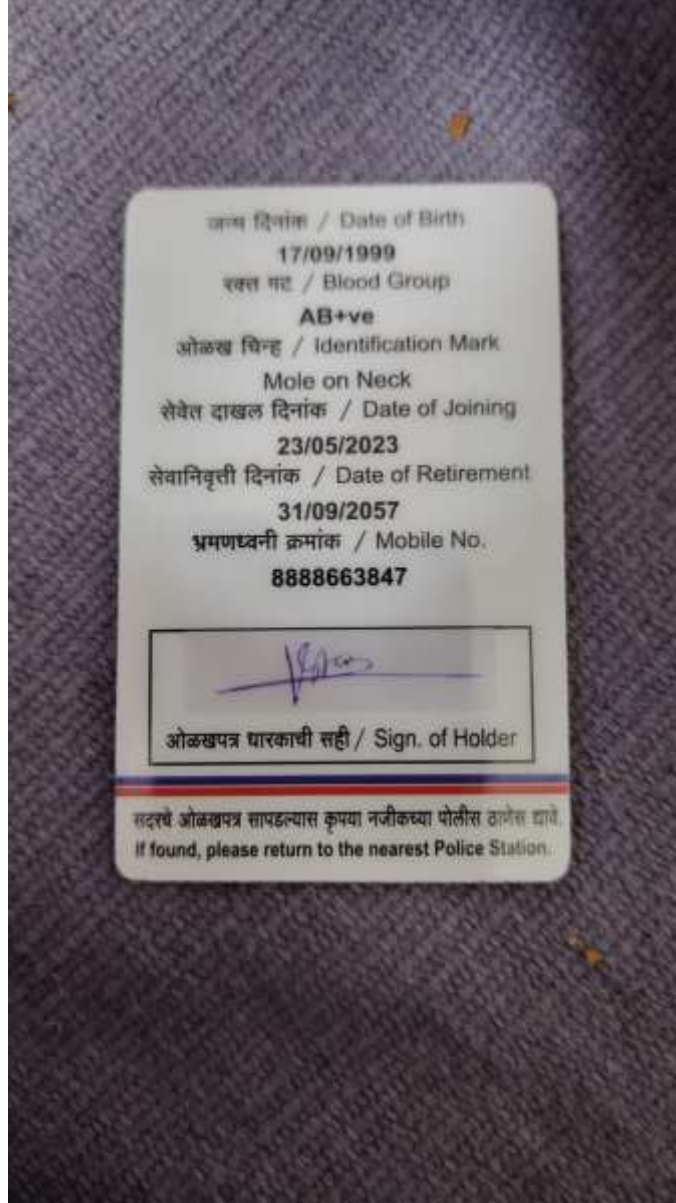 जन्म दिनांक / Date of Birth
17/09/1999
रक्त गट / Blood Group
AB+ve
ओळख चिन्ह / Identification Mark
Mole on Neck
सेवेत दाखल दिनांक / Date of Joining
23/05/2023
सेवानिवृत्ती दिनांक / Date of Retirement
31/09/2057
भ्रमणध्वनी क्रमांक / Mobile No.
8888663847
ओळखपत्र धारकाची सही / Sign. of Holder
सदरचे ओळखपत्र सापडल्यास कृपया नजीकच्या पोलीस ठाणेस द्यावे.
If found, please return to the nearest Police Station.